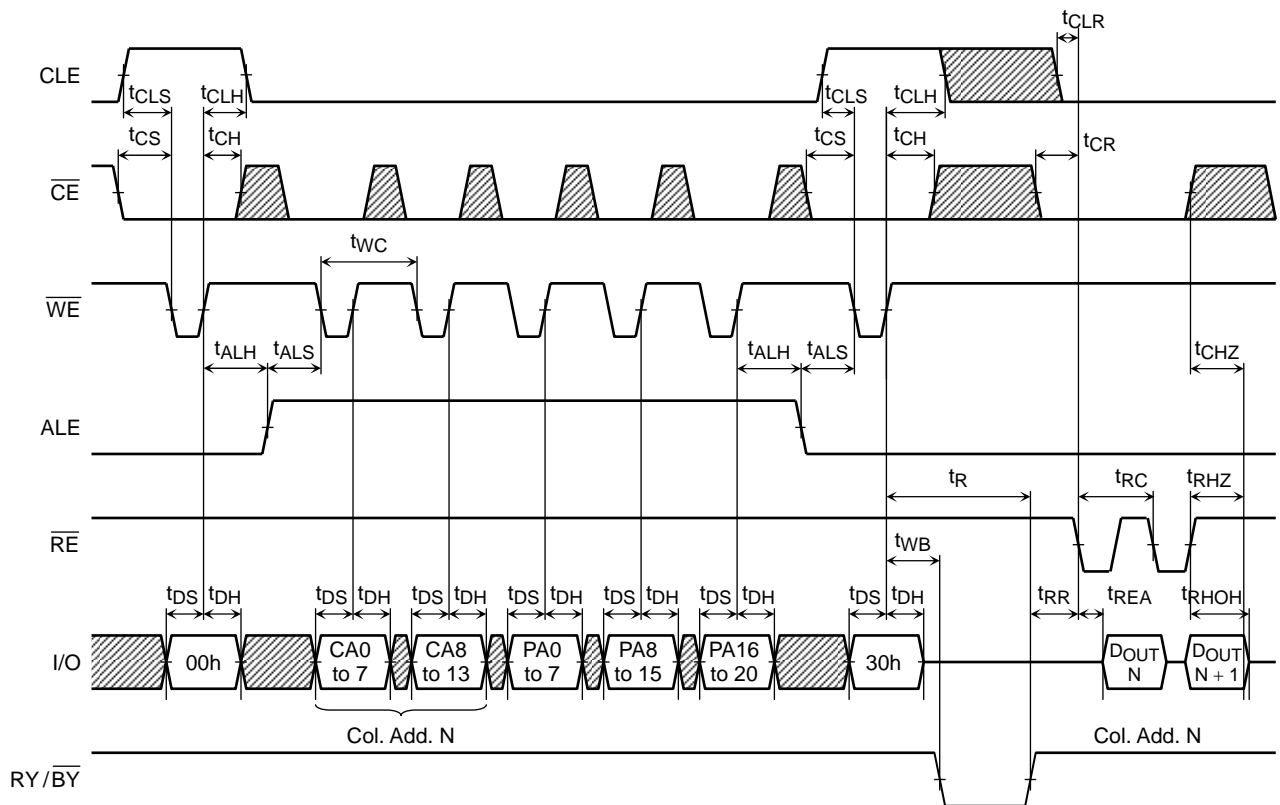 tCLR
CLE
tCLS tCLH tCLS tCLH
tCS tCH tCS tCH tCR
CE
tWC
WE
tALH tALS tALH tALS tCHZ
ALE
tR tRC tRHZ
RE
tWB
tDS tDH tDS tDH tDS tDH tDS tDH tDS tDH tDS tDH tDS tDH tRR tREA tRHOH
I/O 00h CA0 to 7 CA8 to 13 PA0 to 7 PA8 to 15 PA16 to 20 30h DOUT N DOUT N + 1
Col. Add. N Col. Add. N
RY/BY